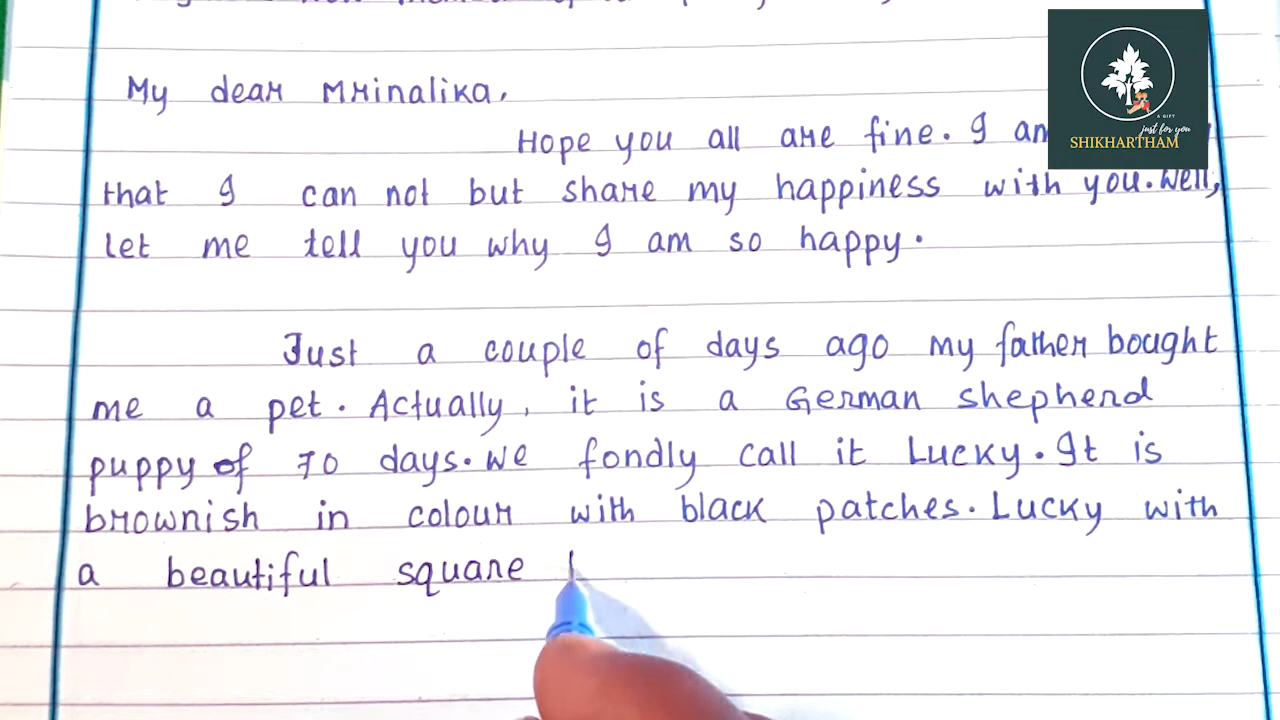 My dear Mrinalika,
Hope you all are fine. I am
that I can not but share my happiness with you. Well,
let me tell you why I am so happy.
Just a couple of days ago my father bought
me a pet. Actually, it is a German shepherd
puppy of 70 days. We fondly call it Lucky. It is
brownish in colour with black patches. Lucky with
a beautiful square
A GIFT
just for you
SHIKHARTHAM